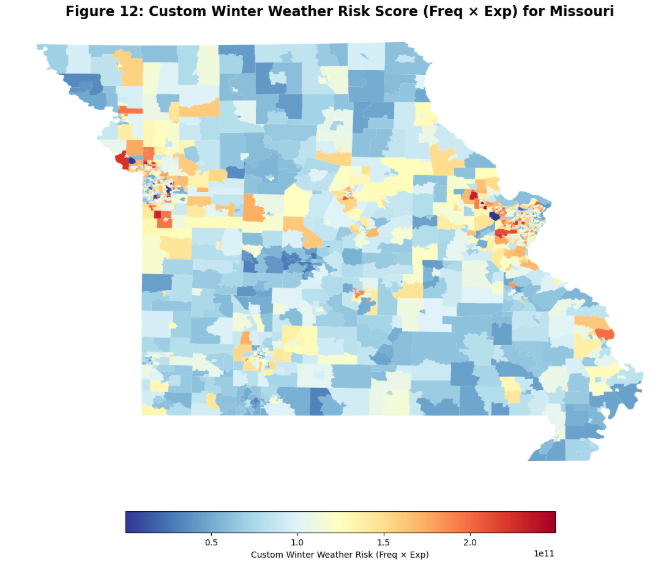 Figure 12: Custom Winter Weather Risk Score (Freq × Exp) for Missouri
0.5 1.0 1.5 2.0
1e11
Custom Winter Weather Risk (Freq × Exp)